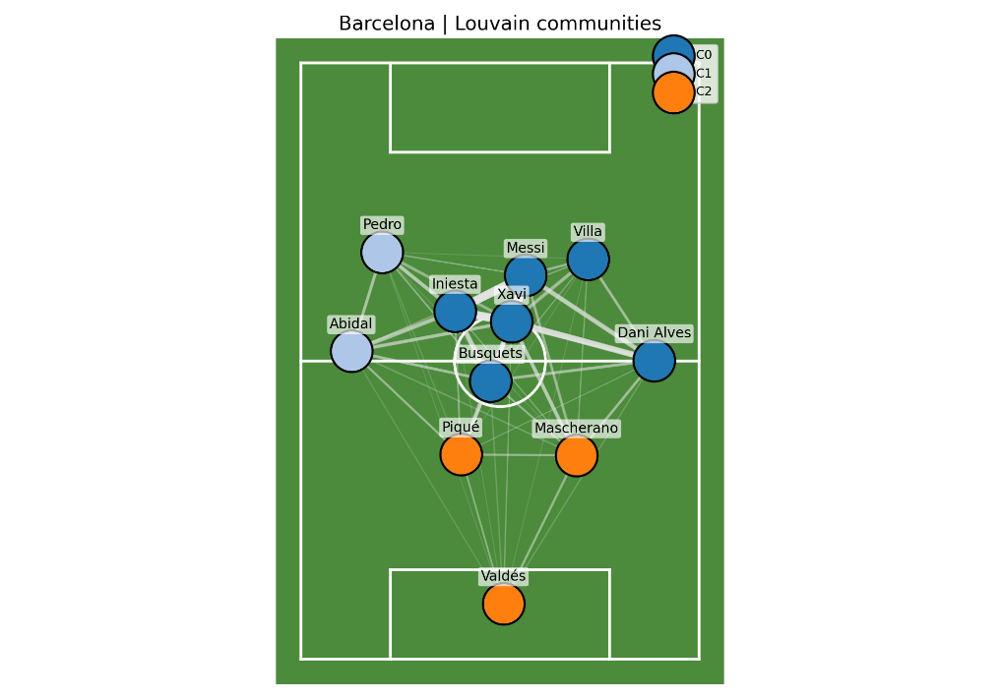 Barcelona | Louvain communities
C0
C1
C2
Pedro
Villa
Messi
Iniesta
Xavi
Abidal
Dani Alves
Busquets
Piqué
Mascherano
Valdés